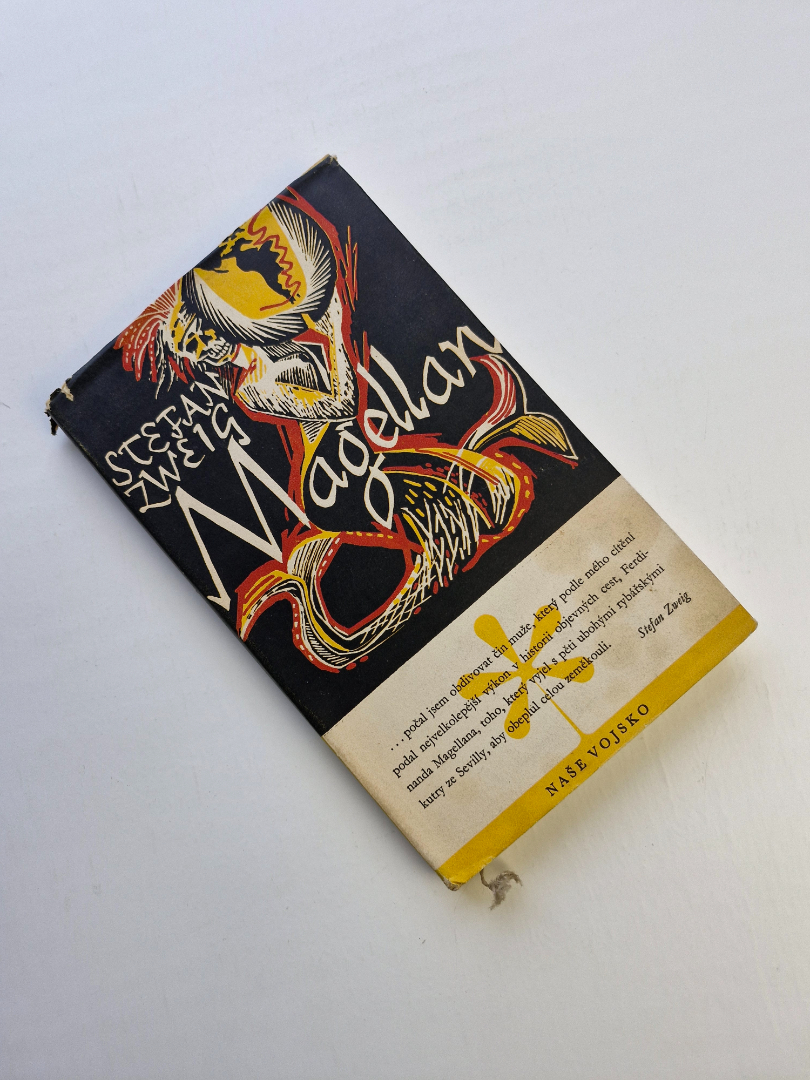 STEFAN
ZWEIG
Magellan
...počal jsem obdivovat čin muže, který podle mého cítění
podal nejvelkolepější výkon v historii objevných cest, Ferdi-
nanda Magellana, toho, který vyjel s pěti ubohými rybářskými
kutry ze Sevilly, aby obeplul celou zeměkouli.
Stefan Zweig
NAŠE VOJSKO